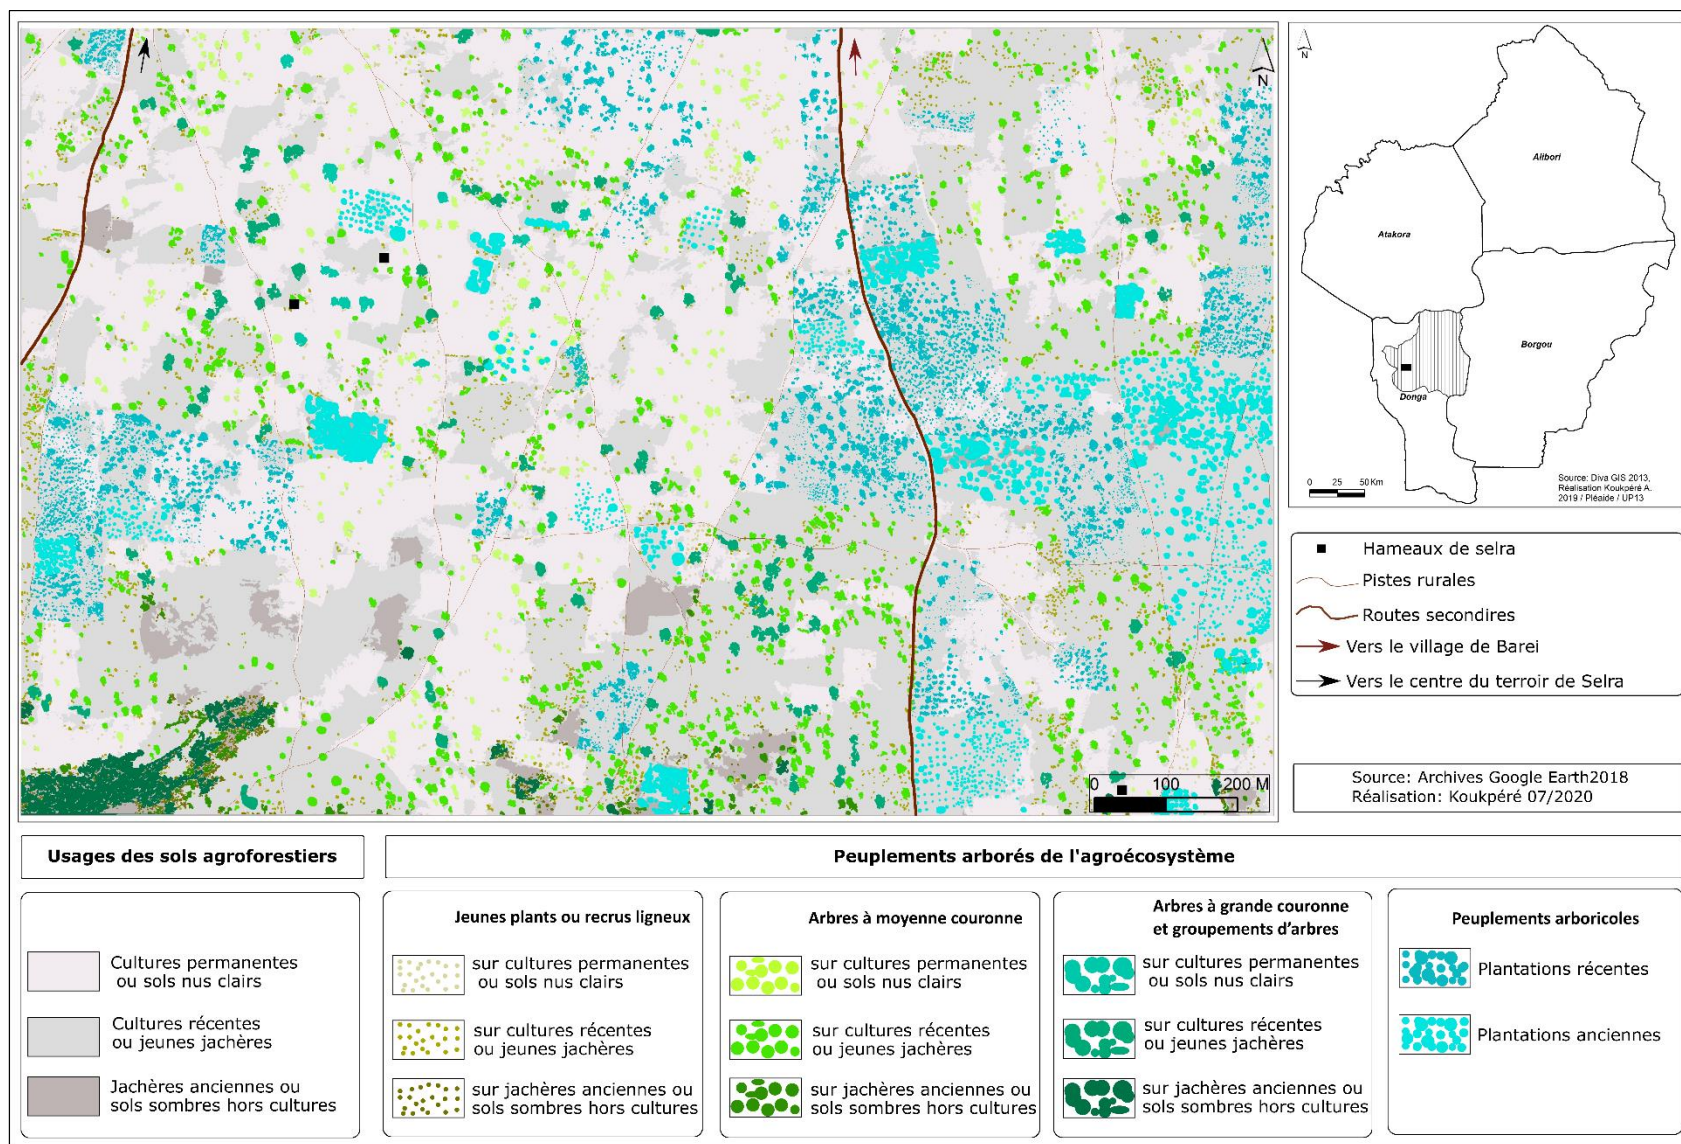 N
0 100 200 M
N
Alibori
Atakora
Borgou
Donga
0 25 50 Km
Source: Diva GIS 2013,
Réalisation Koukpéré A.
2019 / Pléaide / UP13
Hameaux de selra
Pistes rurales
Routes secondires
Vers le village de Barei
Vers le centre du terroir de Selra
Source: Archives Google Earth2018
Réalisation: Koukpéré 07/2020
Usages des sols agroforestiers
Peuplements arborés de l'agroécosystème
Cultures permanentes
ou sols nus clairs
Cultures récentes
ou jeunes jachères
Jachères anciennes ou
sols sombres hors cultures
Jeunes plants ou recrus ligneux
sur cultures permanentes
ou sols nus clairs
sur cultures récentes
ou jeunes jachères
sur jachères anciennes ou
sols sombres hors cultures
Arbres à moyenne couronne
sur cultures permanentes
ou sols nus clairs
sur cultures récentes
ou jeunes jachères
sur jachères anciennes ou
sols sombres hors cultures
Arbres à grande couronne
et groupements d'arbres
sur cultures permanentes
ou sols nus clairs
sur cultures récentes
ou jeunes jachères
sur jachères anciennes ou
sols sombres hors cultures
Peuplements arboricoles
Plantations récentes
Plantations anciennes